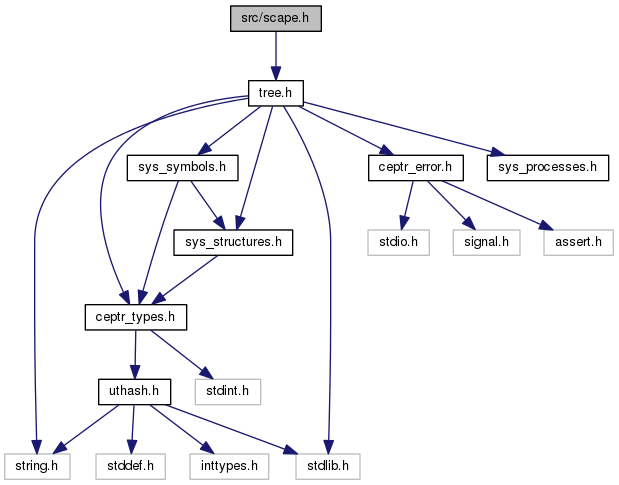 src/scape.h
tree.h
sys_symbols.h
ceptr_error.h
sys_processes.h
sys_structures.h
stdio.h
signal.h
assert.h
ceptr_types.h
uthash.h
stdint.h
string.h
stddef.h
inttypes.h
stdlib.h